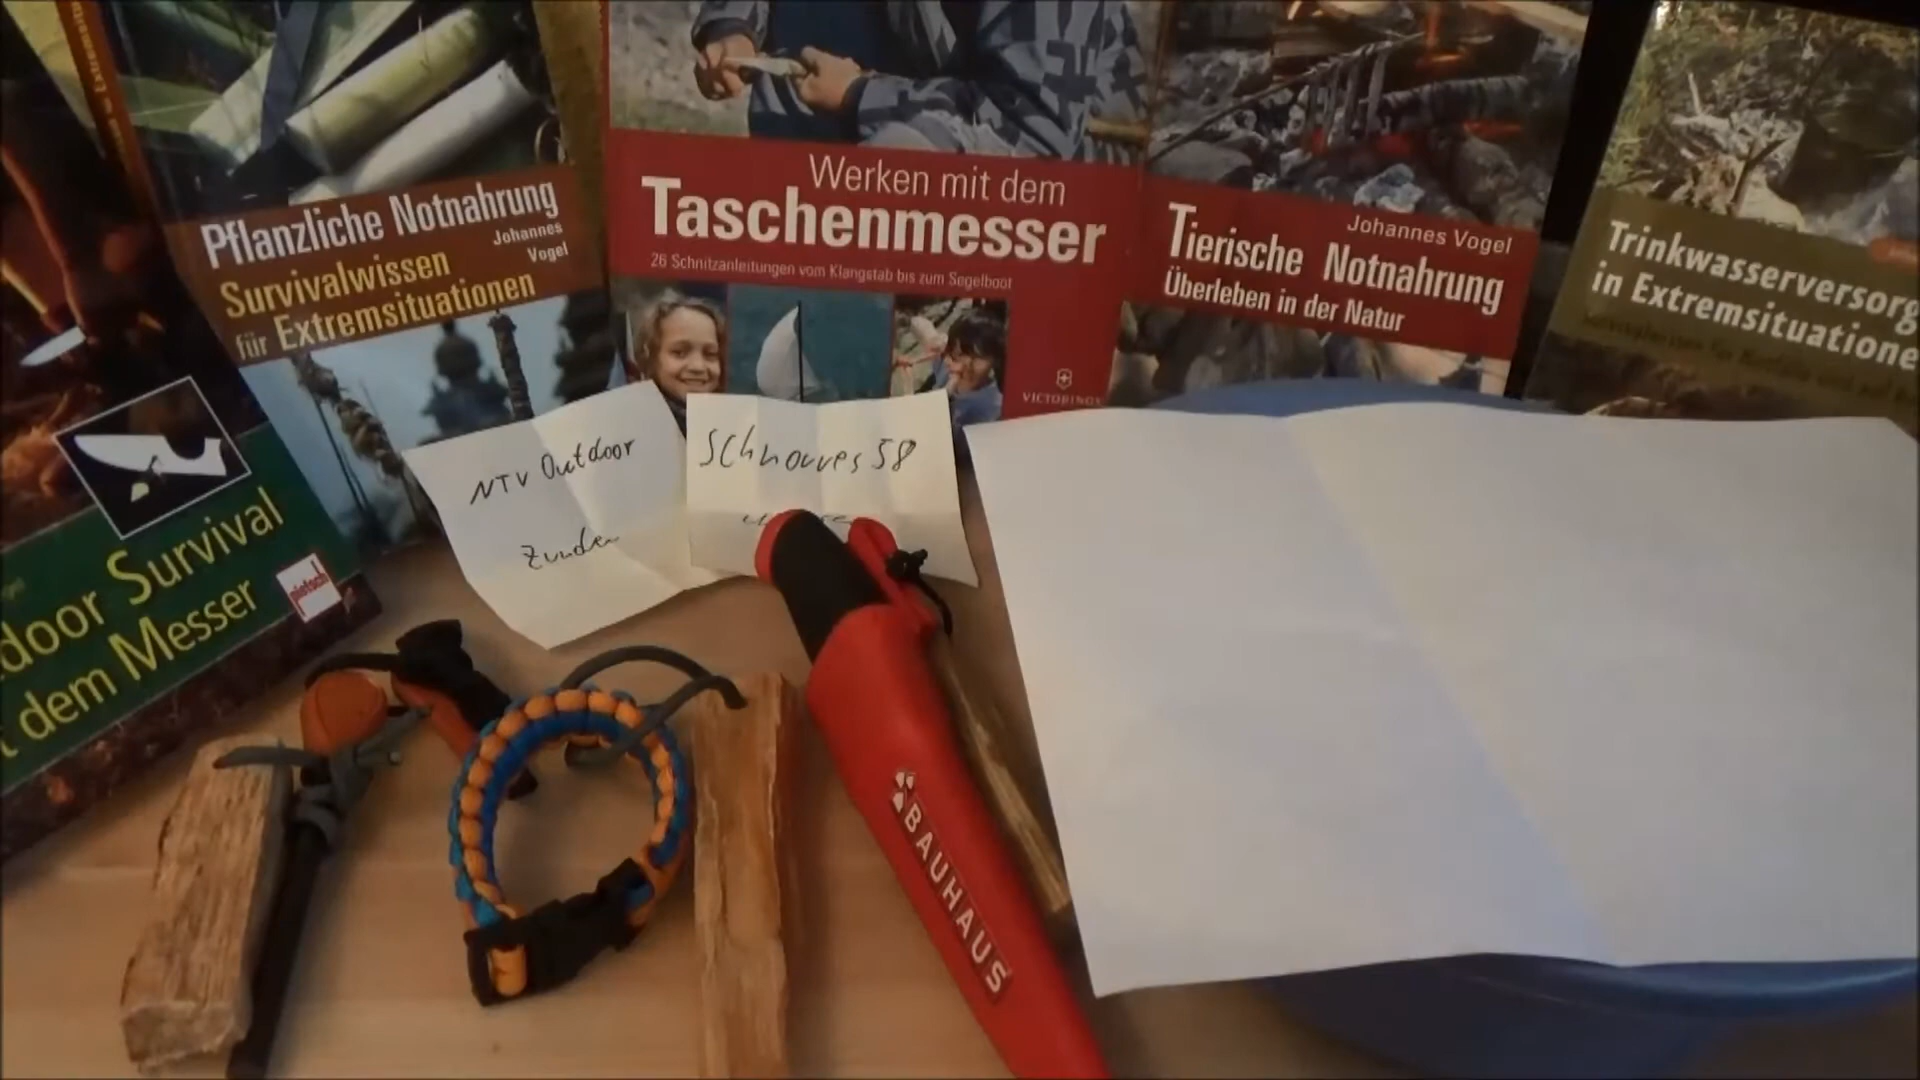 Pflanzliche Notnahrung
Johannes
Vogel
Survivalwissen
für Extremsituationen
Werken mit dem
Taschenmesser
26 Schnitzanleitungen vom Klangstab bis zum Segelboot
VICTORINOX
Johannes Vogel
Tierische Notnahrung
Überleben in der Natur
Trinkwasserversorg
in Extremsituatione
door Survival
dem Messer
pietsch
NTV Outdoor
Zunder
Schnorres58
BAUHAUS